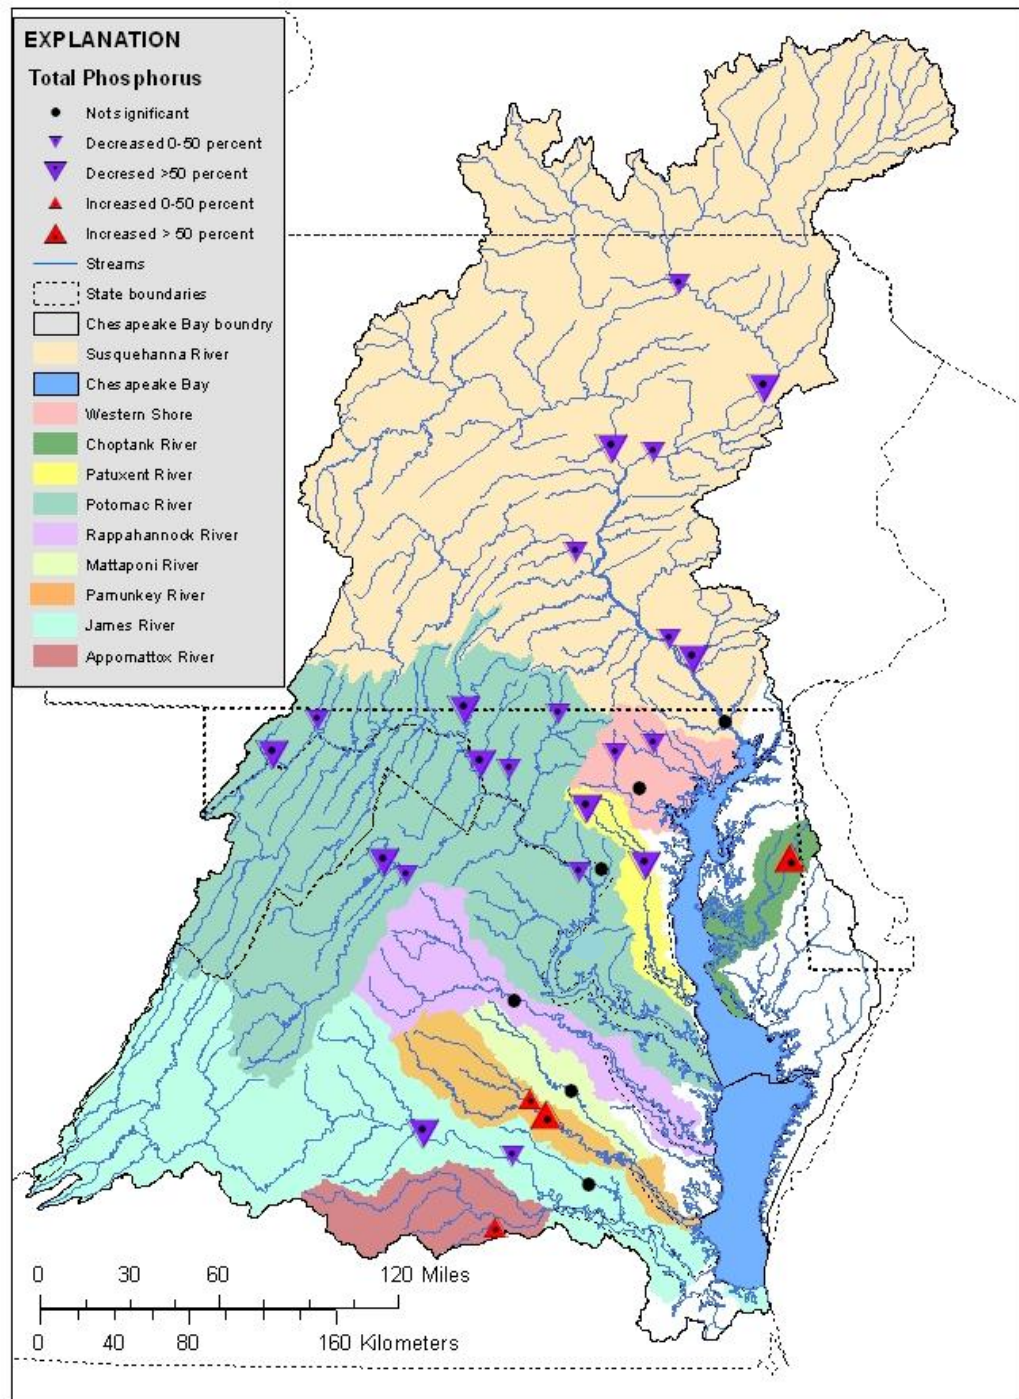 EXPLANATION
Total Phosphorus
Not significant
Decreased 0-50 percent
Decresed >50 percent
Increased 0-50 percent
Increased > 50 percent
Streams
State boundaries
Chesapeake Bay boundry
Susquehanna River
Chesapeake Bay
Western Shore
Choptank River
Patuxent River
Potomac River
Rappahannock River
Mattaponi River
Pamunkey River
James River
Appomattox River
0 30 60 120 Miles
0 40 80 160 Kilometers